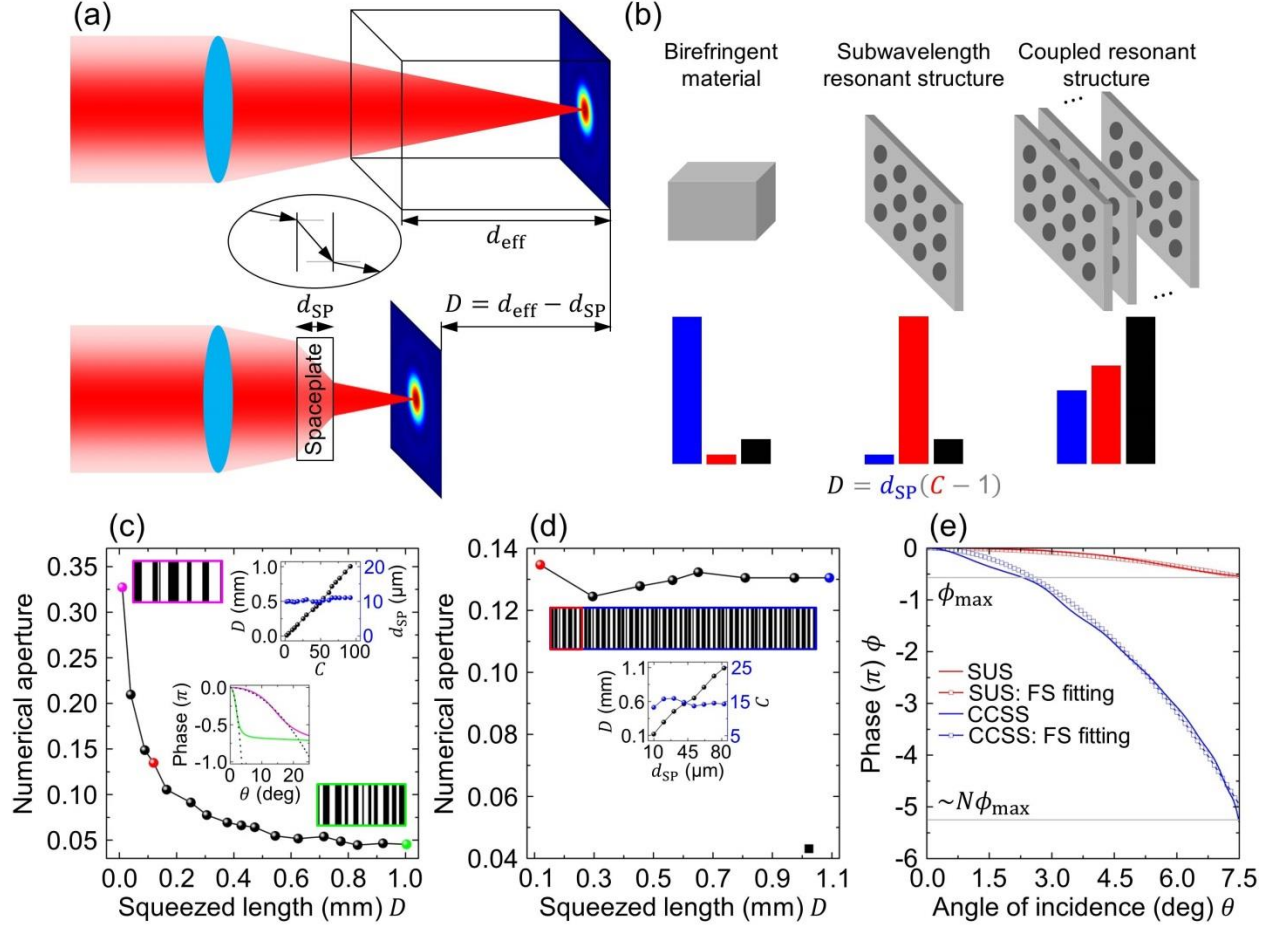 (a)
d_eff
d_SP
D = d_eff − d_SP
Spaceplate
(b)
Birefringent
material
Subwavelength
resonant structure
Coupled resonant
structure
...
...
D = d_SP(C − 1)
(c)
Numerical aperture
0.35
0.30
0.25
0.20
0.15
0.10
0.05
0.0 0.2 0.4 0.6 0.8 1.0
Squeezed length (mm) D
D (mm)
1.0
0.5
0.0
0 50 100
C
20
10
0
d_SP (μm)
Phase (π)
0.0
-0.5
-1.0
0 10 20
θ (deg)
(d)
Numerical aperture
0.14
0.12
0.10
0.08
0.06
0.04
0.1 0.3 0.5 0.7 0.9 1.1
Squeezed length (mm) D
D (mm)
1.1
0.6
0.1
10 45 80
d_SP (μm)
25
15
5
C
(e)
Phase (π) ϕ
0
-1
-2
-3
-4
-5
-6
ϕ_max
SUS
SUS: FS fitting
CCSS
CCSS: FS fitting
~Nϕ_max
0.0 1.5 3.0 4.5 6.0 7.5
Angle of incidence (deg) θ